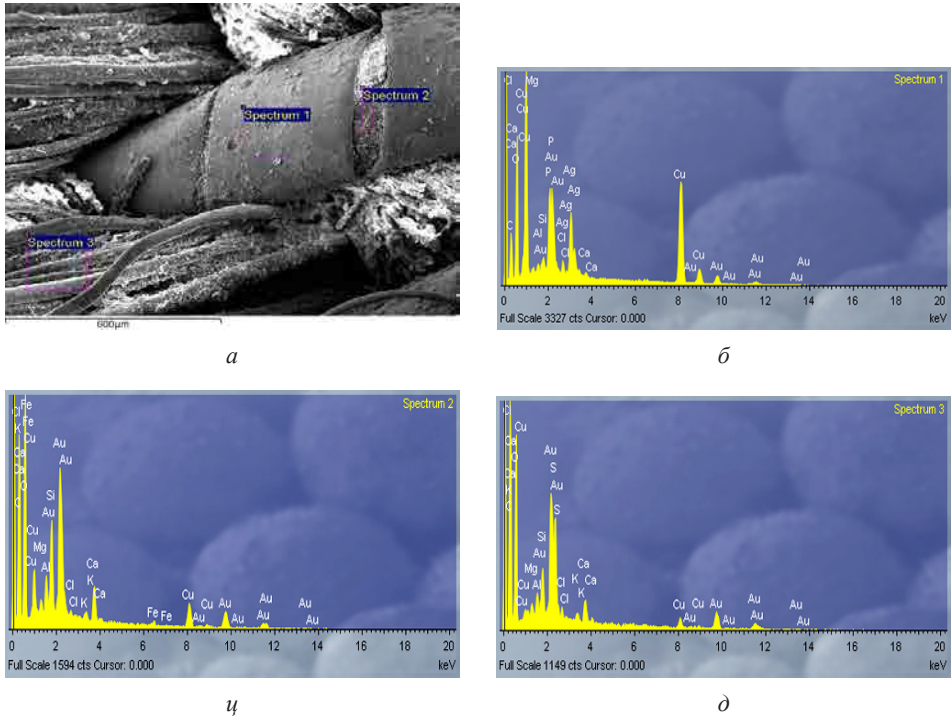 Spectrum 1
Spectrum 2
Spectrum 3
600µm
а
Spectrum 1
Cl
Mg
Cu
Cu
Ca
Ca
Cu
O
C
P
Au
P
Au
Si
Al
Au
Ag
Ag
Ag
Ag
Cl
Cl
Ca
Ca
Cu
Cu
Au
Au
Au
Au
Au
Au
Au
0 2 4 6 8 10 12 14 16 18 20
Full Scale 3327 cts Cursor: 0.000 keV
б
Spectrum 2
Cl
Fe
K
Fe
Cu
Ca
Ca
O
C
Cu
Mg
Cu
Al
Si
Au
Au
Au
Cl
Cl
K
K
Ca
Ca
Fe
Fe
Cu
Cu
Au
Au
Au
Au
Au
Au
Au
0 2 4 6 8 10 12 14 16 18 20
Full Scale 1594 cts Cursor: 0.000 keV
ц
Spectrum 3
Cl
Cu
Ca
O
Ca
K
C
Cu
Cu
Mg
Al
Si
Au
Au
S
Au
S
Cl
Cl
K
K
Ca
Ca
Cu
Cu
Au
Au
Au
Au
Au
Au
Au
0 2 4 6 8 10 12 14 16 18 20
Full Scale 1149 cts Cursor: 0.000 keV
д